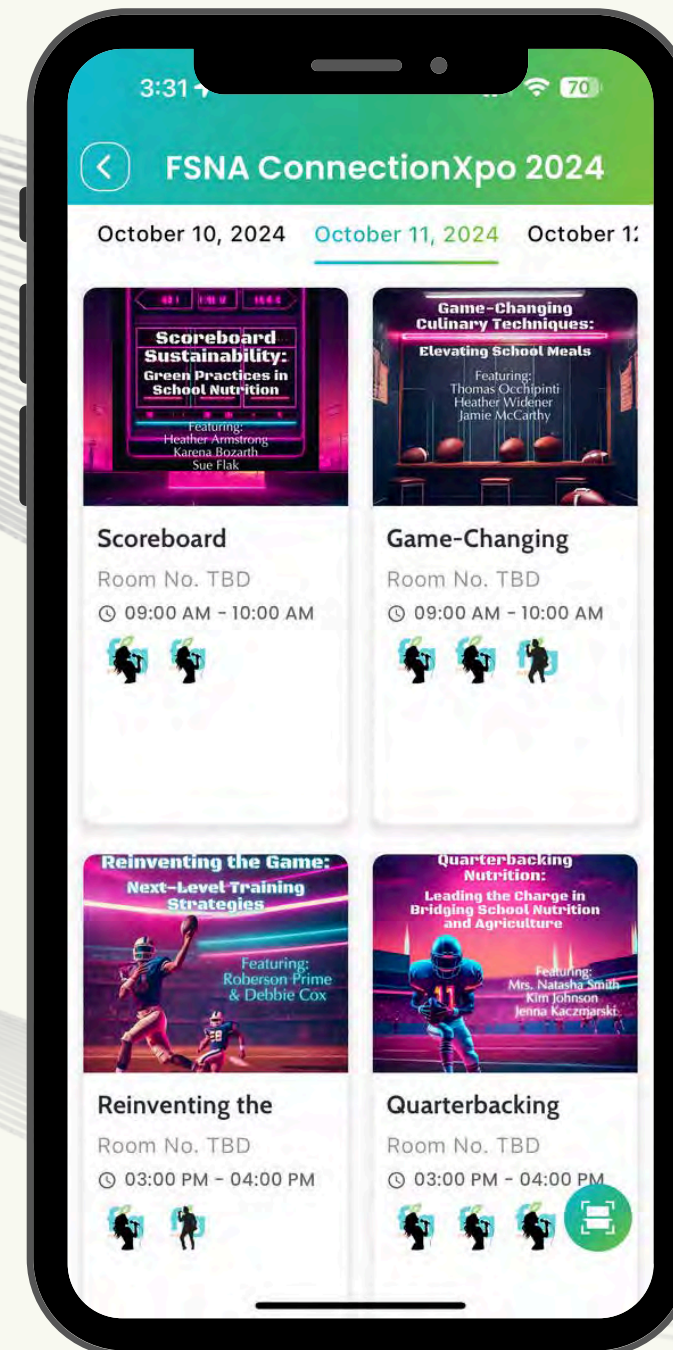 3:31
70
FSNA ConnectionXpo 2024
October 10, 2024 October 11, 2024 October 12
Scoreboard
Sustainability:
Green Practices in
School Nutrition
Featuring:
Heather Armstrong
Karena Bozarth
Sue Flak
Scoreboard
Room No. TBD
09:00 AM - 10:00 AM
Game-Changing
Culinary Techniques:
Elevating School Meals
Featuring:
Thomas Occhipinti
Heather Widener
Jamie McCarthy
Game-Changing
Room No. TBD
09:00 AM - 10:00 AM
Reinventing the Game:
Next-Level Training
Strategies
Featuring:
Roberson Prime
& Debbie Cox
Reinventing the
Room No. TBD
03:00 PM - 04:00 PM
Quarterbacking
Nutrition:
Leading the Charge in
Bridging School Nutrition
and Agriculture
11
Featuring:
Mrs. Natasha Smith
Kim Johnson
Jenna Kaczmarski
Quarterbacking
Room No. TBD
03:00 PM - 04:00 PM